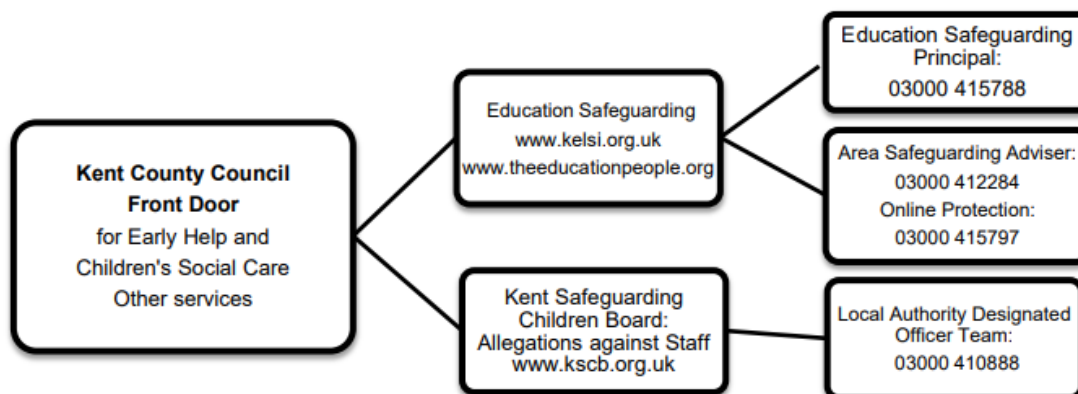 Kent County Council
Front Door
for Early Help and
Children's Social Care
Other services
Education Safeguarding
www.kelsi.org.uk
www.theeducationpeople.org
Education Safeguarding
Principal:
03000 415788
Area Safeguarding Adviser:
03000 412284
Online Protection:
03000 415797
Kent Safeguarding
Children Board:
Allegations against Staff
www.kscb.org.uk
Local Authority Designated
Officer Team:
03000 410888